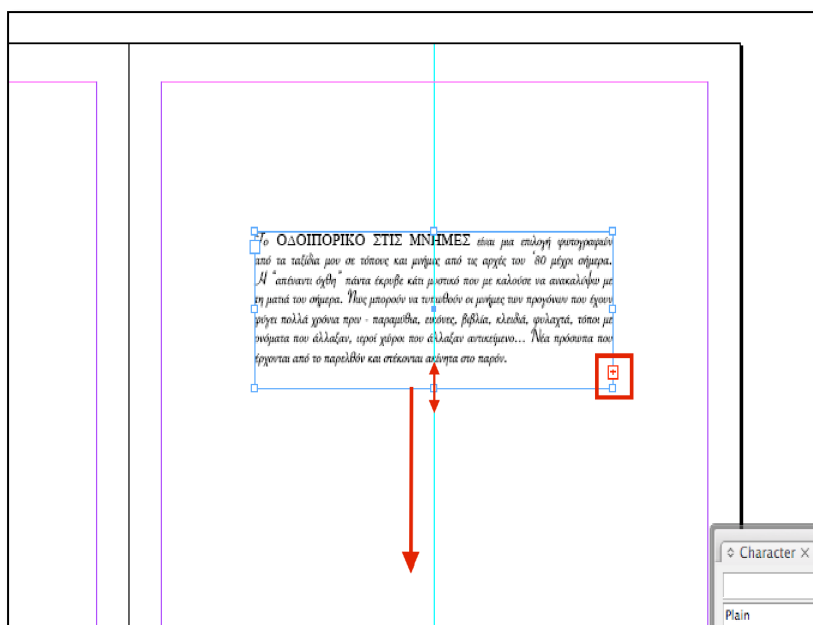 Το ΟΔΟΙΠΟΡΙΚΟ ΣΤΙΣ ΜΝΗΜΕΣ είναι μια επιλογή φωτογραφιών
από τα ταξίδια μου σε τόπους και μνήμες από τις αρχές του '80 μέχρι σήμερα.
Η "απέναντι όχθη" πάντα έκρυβε κάτι μυστικό που με καλούσε να ανακαλύψω με
τη ματιά του σήμερα. Πως μπορούν να τυπωθούν οι μνήμες των προγόνων που έχουν
φύγει πολλά χρόνια πριν - παραμύθια, εικόνες, βιβλία, κλειδιά, φυλαχτά, τόποι με
ονόματα που άλλαξαν, ιεροί χώροι που άλλαξαν αντικείμενο... Νέα πρόσωπα που
έρχονται από το παρελθόν και στέκονται ακίνητα στο παρόν.
Character
Plain